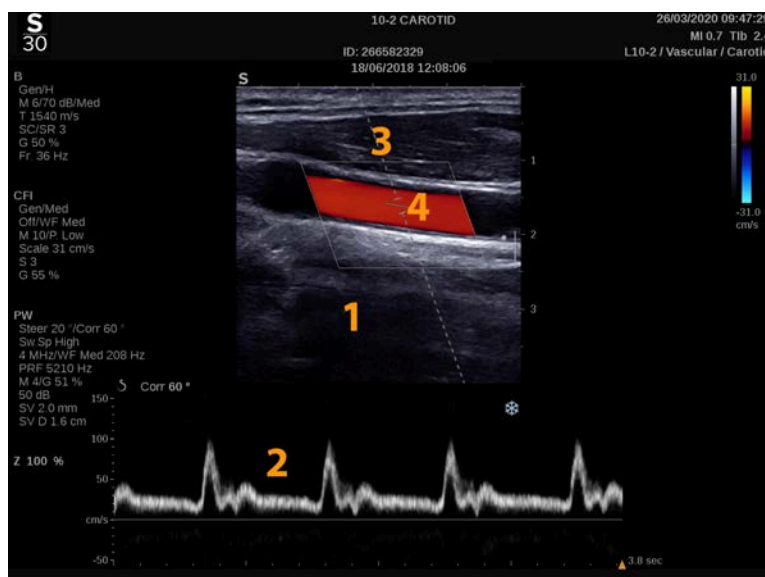 S
30
10-2 CAROTID
26/03/2020 09:47:29
MI 0.7 TIb 2.4
ID: 266582329
L10-2 / Vascular / Carotid
18/06/2018 12:08:06
B
Gen/H
M 6/70 dB/Med
T 1540 m/s
SC/SR 3
G 50 %
Fr. 36 Hz
S
31.0
3
1
4
CFI
Gen/Med
Off/WF Med
M 10/P. Low
Scale 31 cm/s
S 3
G 55 %
-31.0
cm/s
2
1
3
PW
Steer 20 °/Corr 60 °
Sw.Sp High
4 MHz/WF Med 208 Hz
PRF 5210 Hz
M 4/G 51 %
50 dB
SV 2.0 mm
SV D 1.6 cm
Corr 60 °
150
100
Z 100 %
2
50
cm/s
-50
3.8 sec